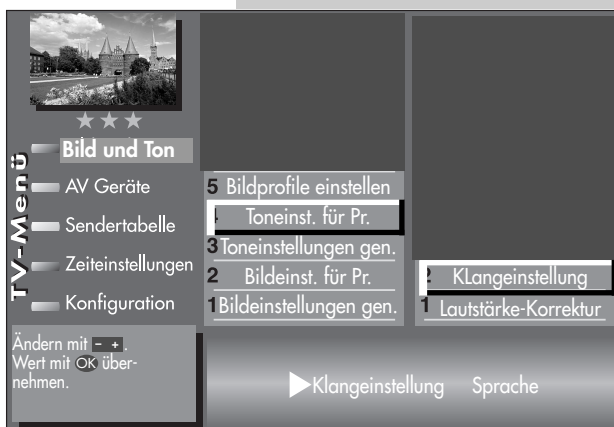 TV-Menü
Bild und Ton
AV Geräte
Sendertabelle
Zeiteinstellungen
Konfiguration
5 Bildprofile einstellen
4 Toneinst. für Pr.
3 Toneinstellungen gen.
2 Bildeinst. für Pr.
1 Bildeinstellungen gen.
2 KLangeinstellung
1 Lautstärke-Korrektur
Ändern mit - + .
Wert mit OK über-
nehmen.
Klangeinstellung Sprache